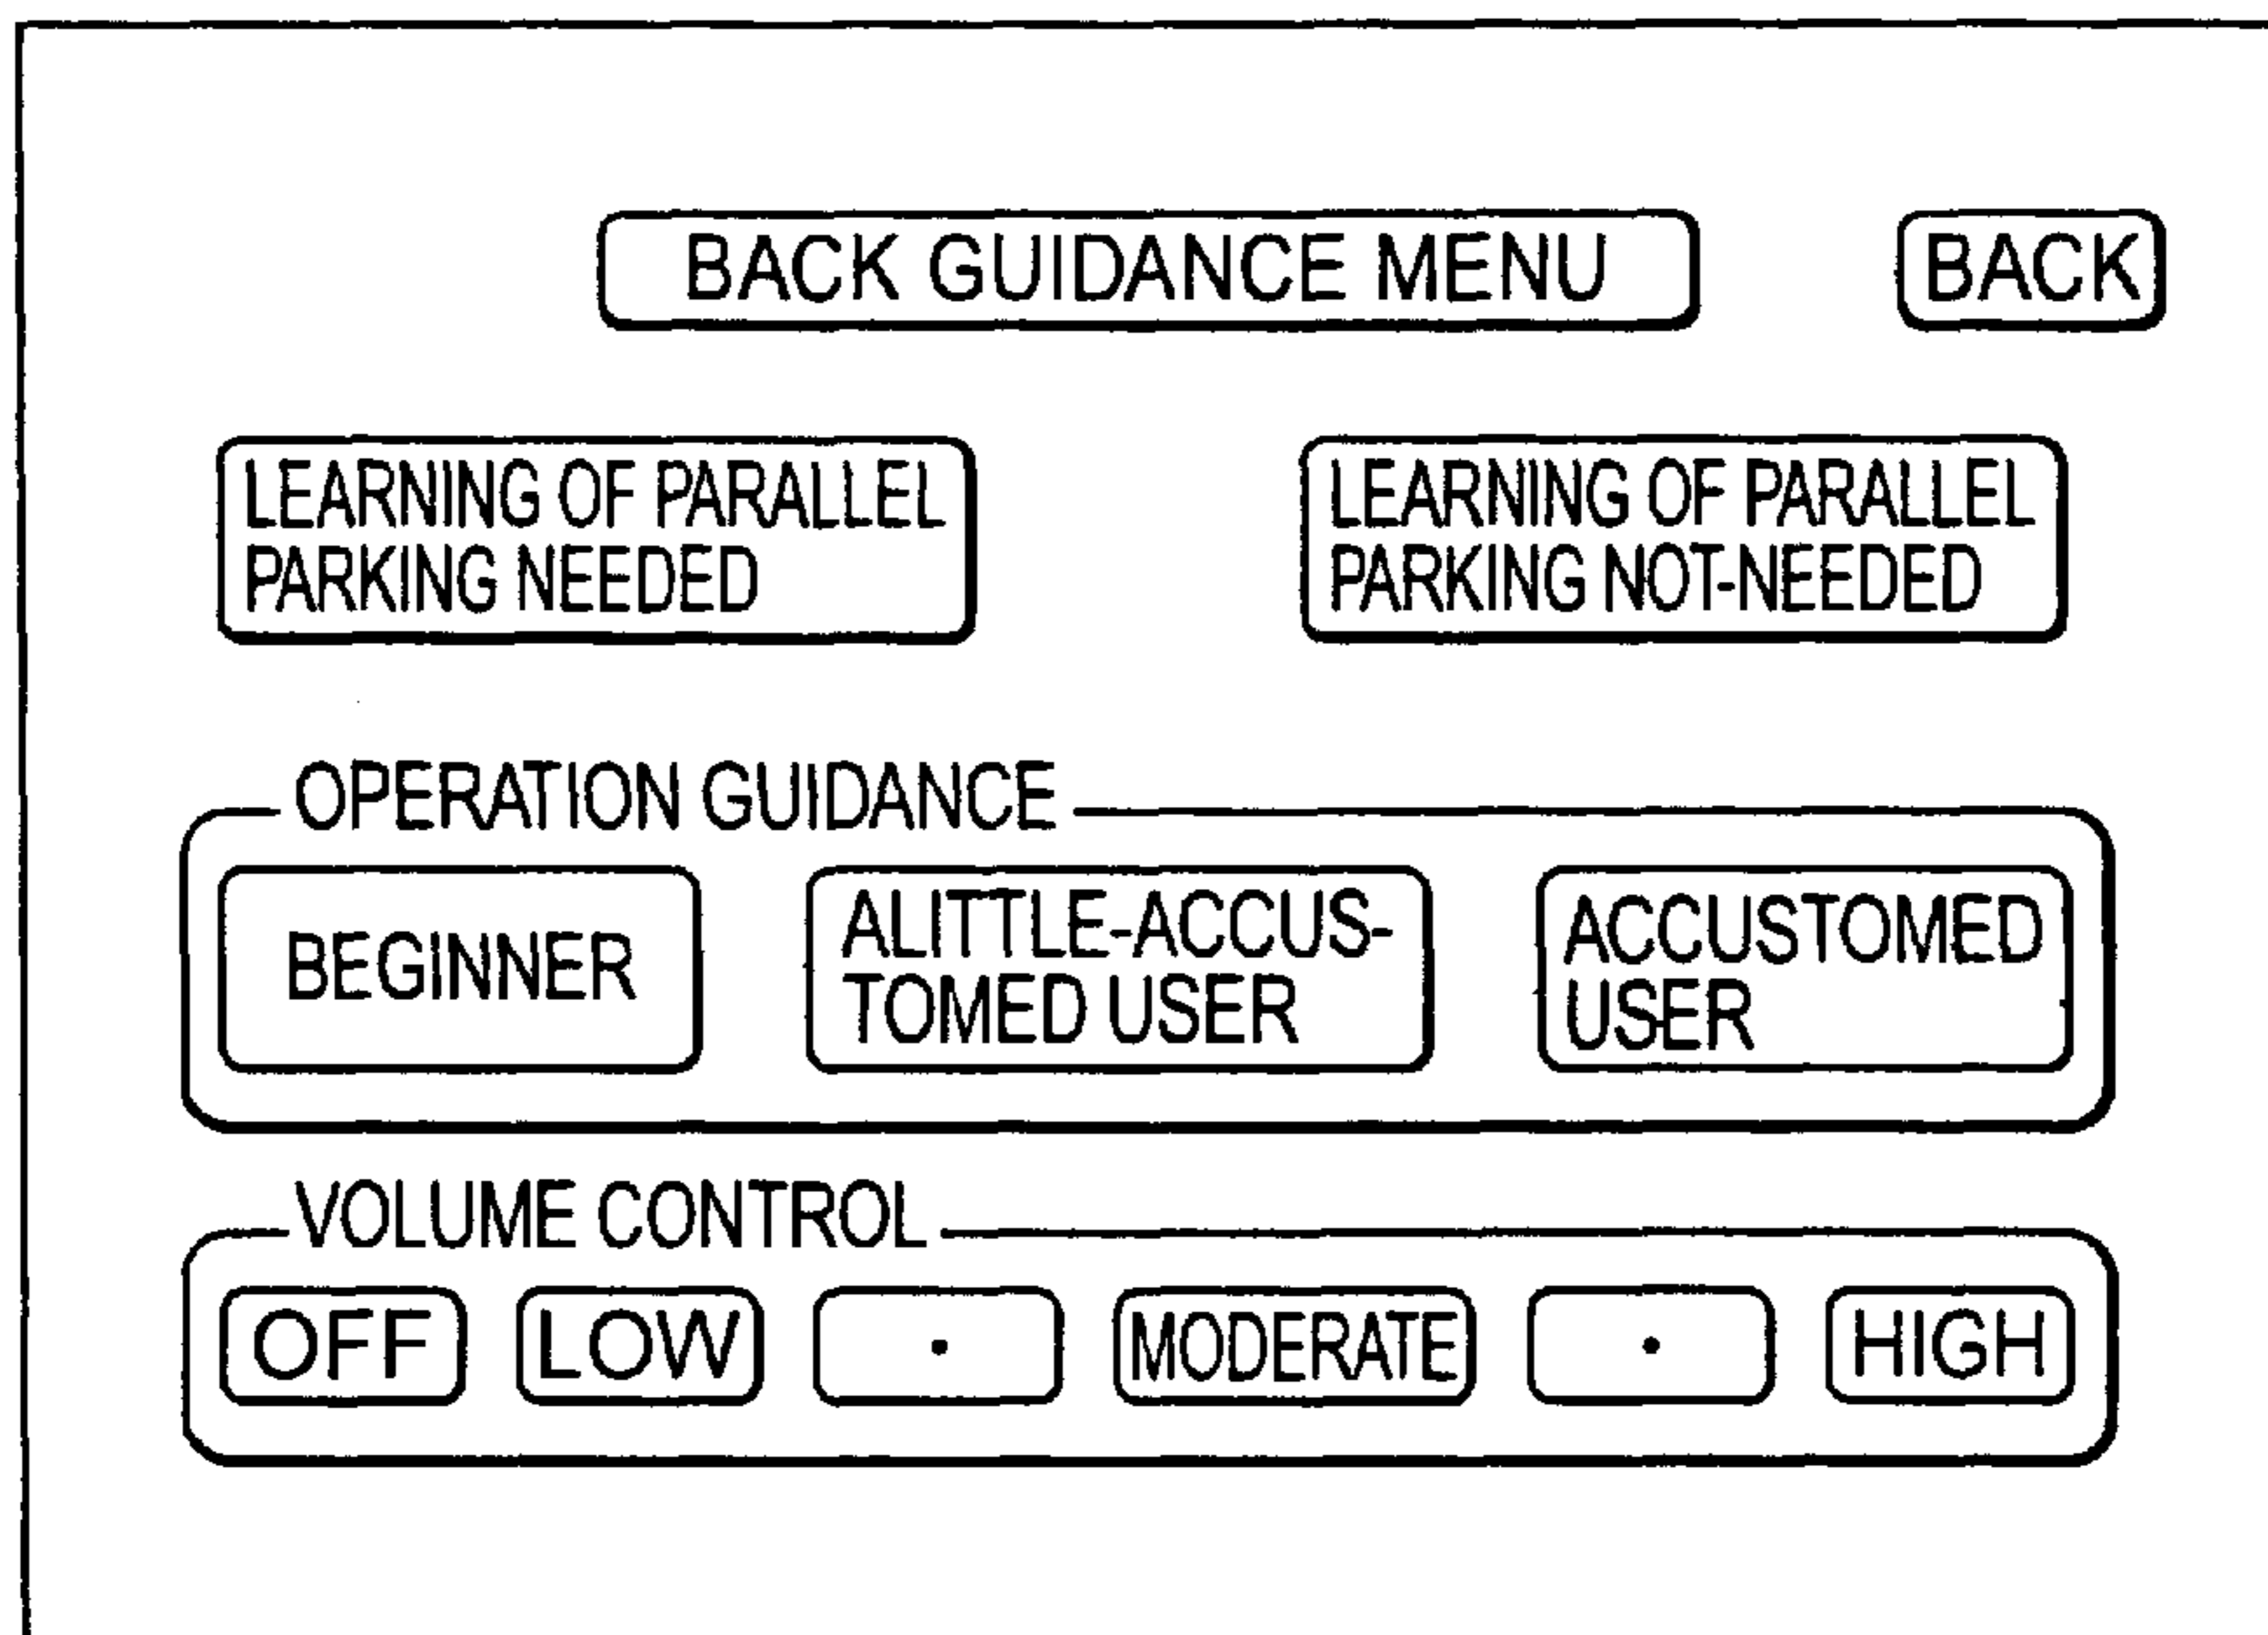 BACK GUIDANCE MENU
BACK
LEARNING OF PARALLEL
PARKING NEEDED
LEARNING OF PARALLEL
PARKING NOT-NEEDED
OPERATION GUIDANCE
BEGINNER
ALITTLE-ACCUS-
TOMED USER
ACCUSTOMED
USER
VOLUME CONTROL
OFF
LOW
·
MODERATE
·
HIGH